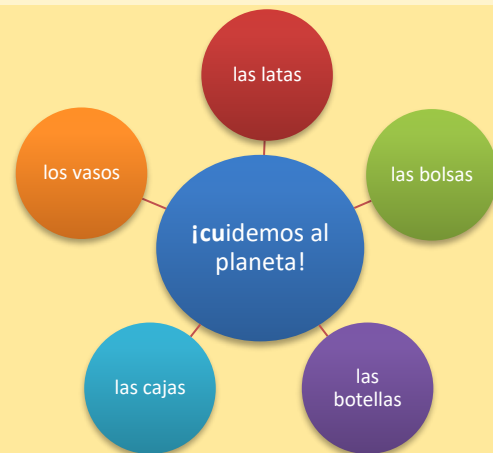 las latas
los vasos
las bolsas
¡cuidemos al
planeta!
las cajas
las
botellas